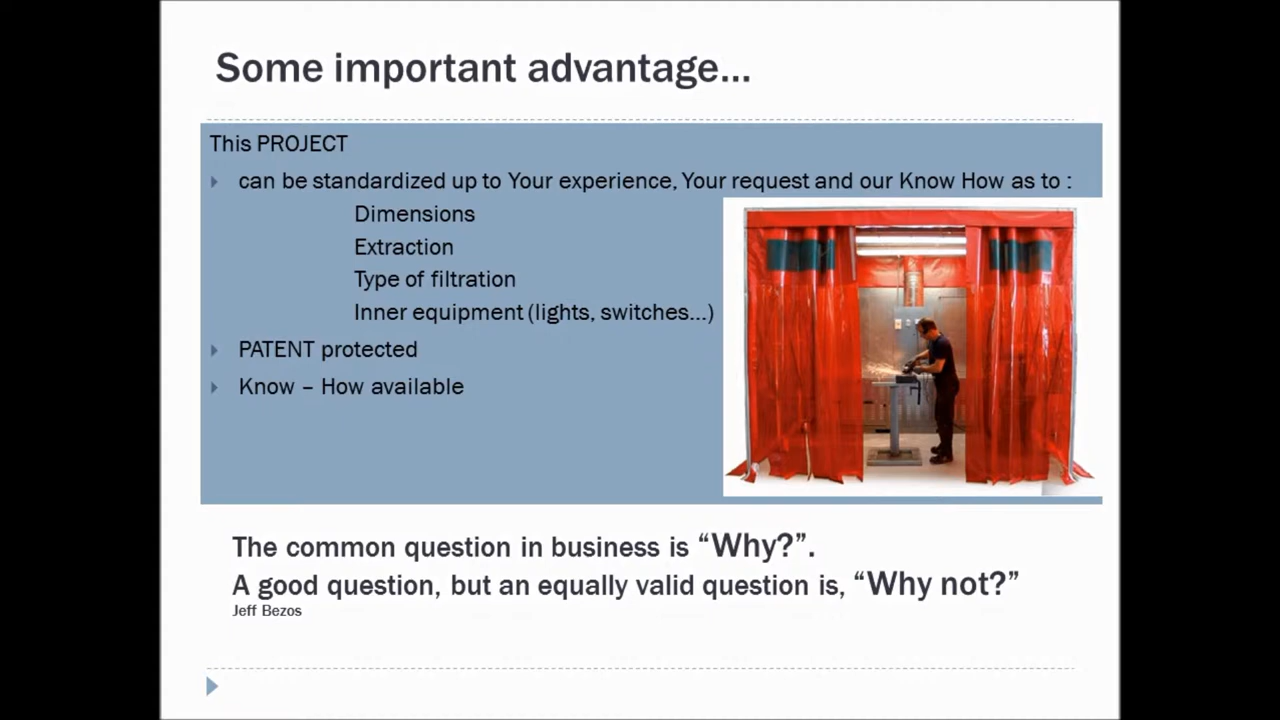 Some important advantage...
This PROJECT
can be standardized up to Your experience, Your request and our Know How as to :
Dimensions
Extraction
Type of filtration
Inner equipment (lights, switches...)
PATENT protected
Know – How available
The common question in business is “Why?”.
A good question, but an equally valid question is, “Why not?”
Jeff Bezos